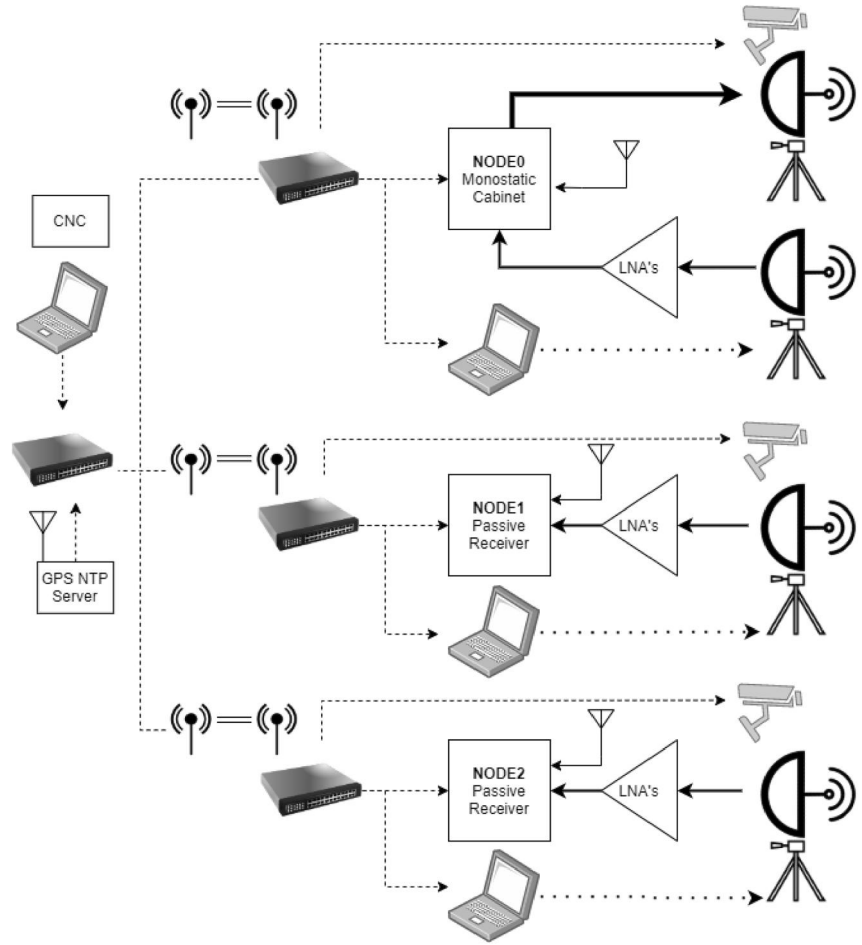 NODE0
Monostatic
Cabinet
CNC
LNA's
NODE1
Passive
Receiver
LNA's
GPS NTP
Server
NODE2
Passive
Receiver
LNA's